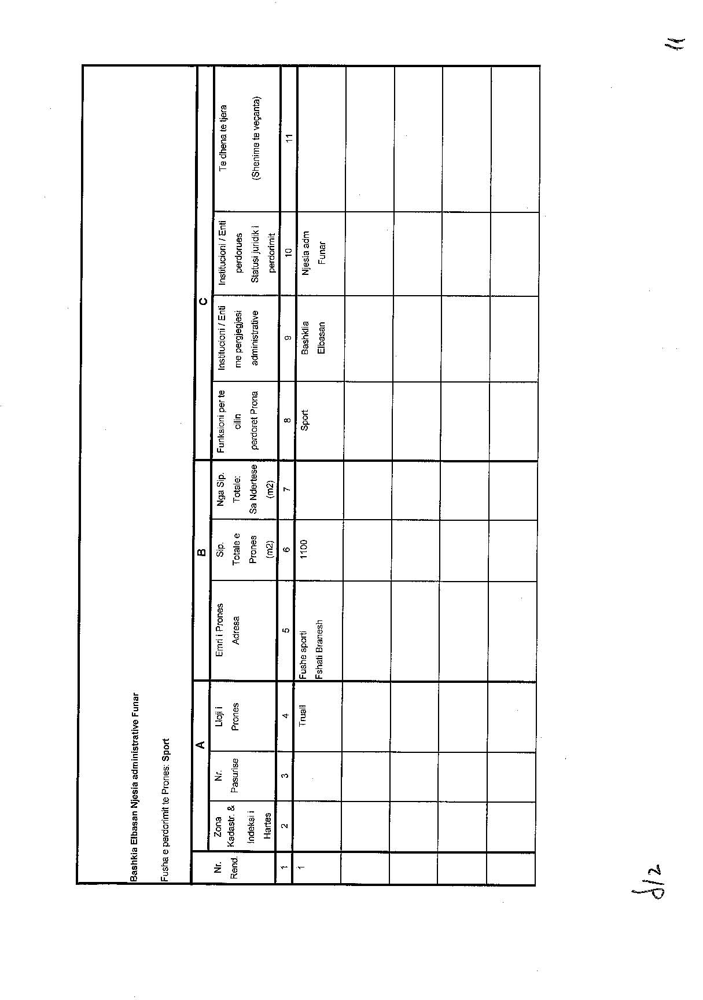 Bashkia Elbasan Njesia administrative Funar
Fusha e perdorimit te Prones: Sport
A
B
C
Nr.
Rend.
Zona
Kadastr. &
Indeksi i
Hartes
Nr.
Pasurise
Lloji i
Prones
Emri i Prones
Adresa
Sip.
Totale e
Prones
(m2)
Nga Sip.
Totale:
Sa Ndertese
(m2)
Funksioni per te
cilin
perdoret Prona
Institucioni / Enti
me pergjegjesi
administrative
Institucioni / Enti
perdorues
Statusi juridik i
perdorimit
Te dhena te tjera
(Shenime te veçanta)
1 2 3 4 5 6 7 8 9 10 11
1
Truall
Fushe sporti
Fshati Branesh
1100
Sport
Bashkia
Elbasan
Njesia adm
Funar
11